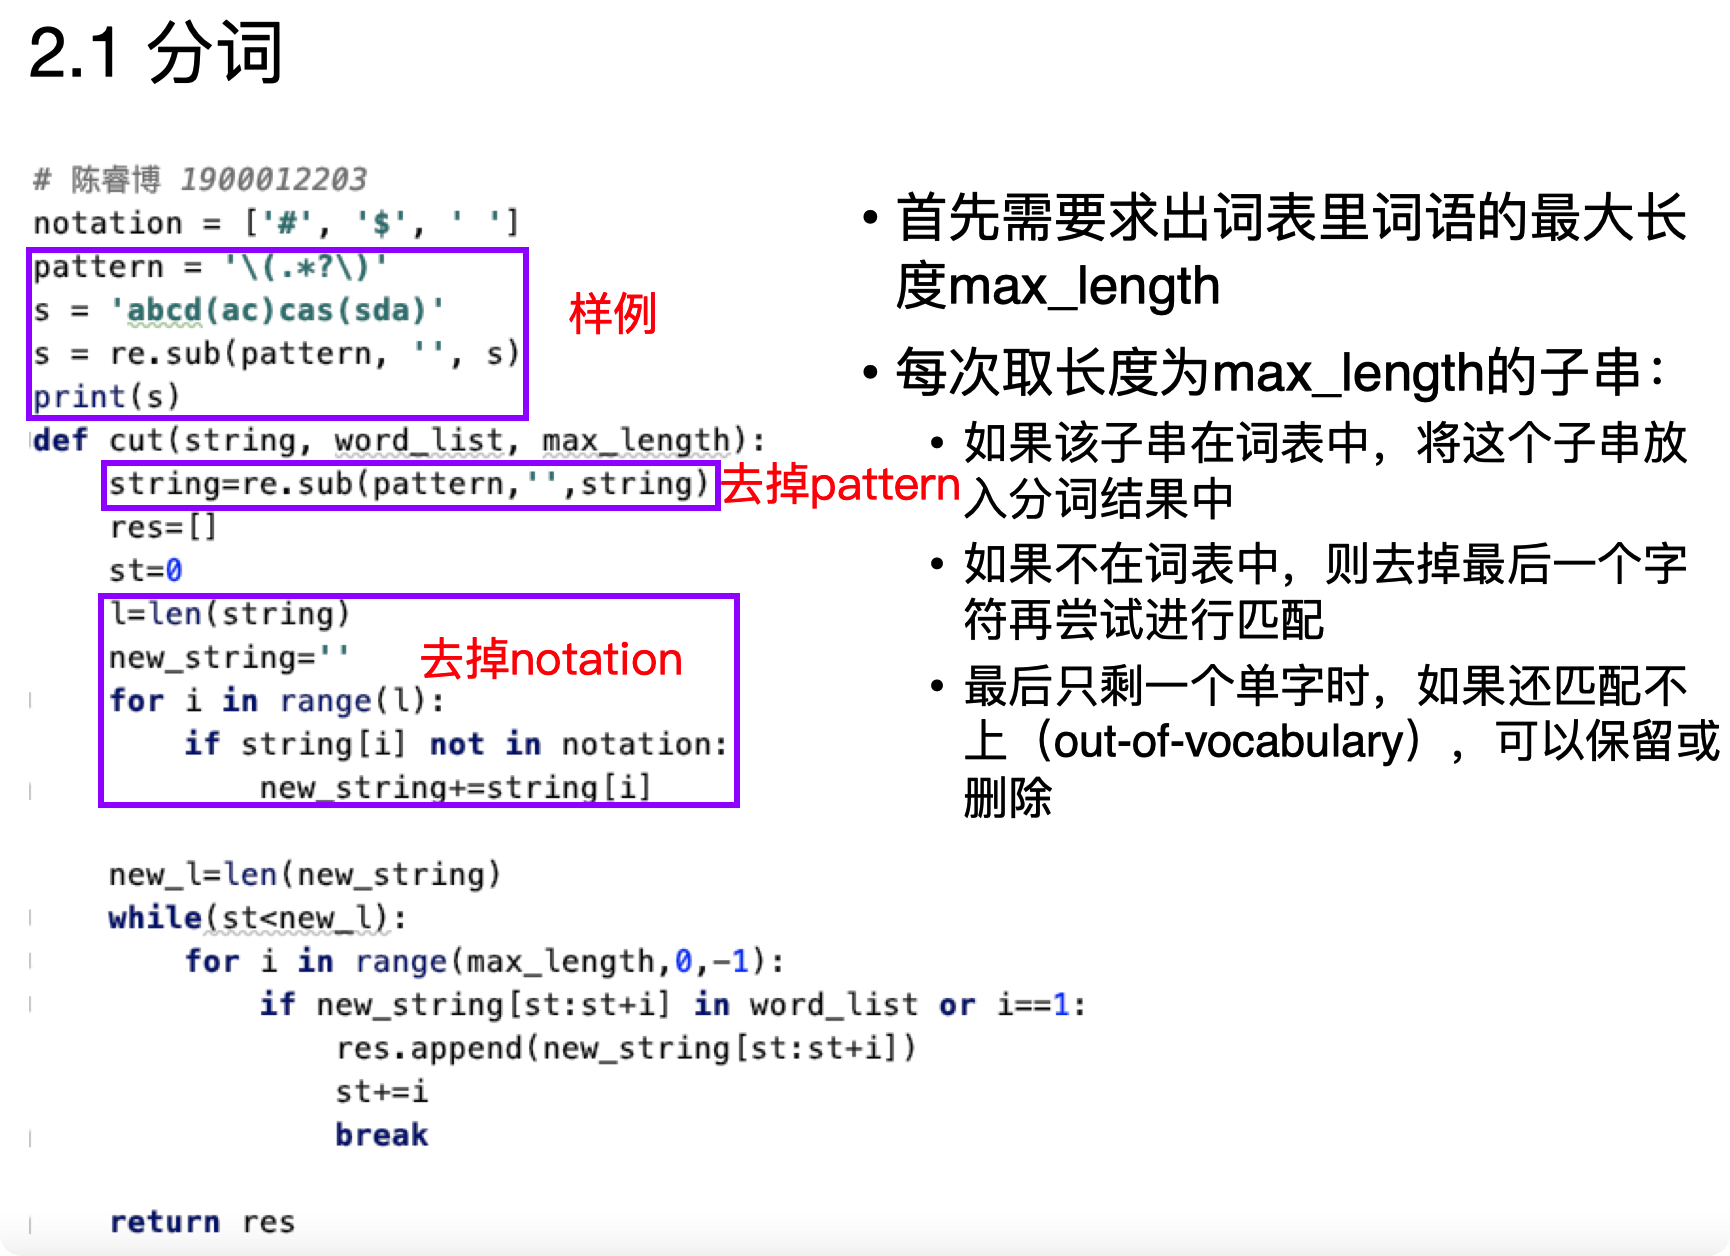 2.1 分词
# 陈睿博 1900012203
notation = ['#', '$', ' ']
pattern = '\(.*?\)'
s = 'abcd(ac)cas(sda)'
s = re.sub(pattern, '', s)
print(s)
样例
def cut(string, word_list, max_length):
string=re.sub(pattern,'',string)
去掉pattern
res=[]
st=0
l=len(string)
new_string=''
去掉notation
for i in range(l):
if string[i] not in notation:
new_string+=string[i]
new_l=len(new_string)
while(st<new_l):
for i in range(max_length,0,-1):
if new_string[st:st+i] in word_list or i==1:
res.append(new_string[st:st+i])
st+=i
break
return res
• 首先需要求出词表里词语的最大长
度max_length
• 每次取长度为max_length的子串：
• 如果该子串在词表中，将这个子串放
入分词结果中
• 如果不在词表中，则去掉最后一个字
符再尝试进行匹配
• 最后只剩一个单字时，如果还匹配不
上（out-of-vocabulary），可以保留或
删除